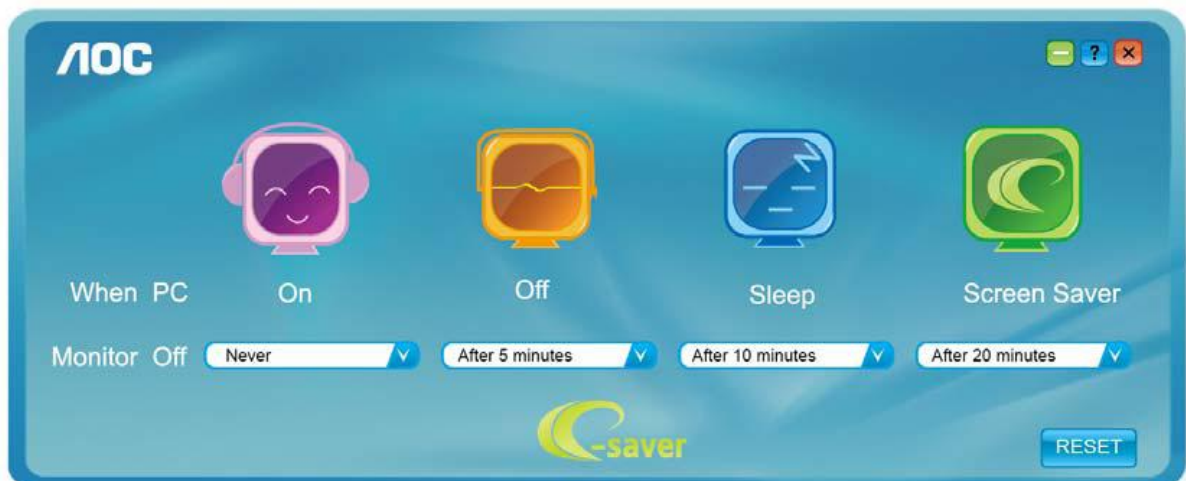 AOC
?
When PC On Off Sleep Screen Saver
Monitor Off Never After 5 minutes After 10 minutes After 20 minutes
e-saver
RESET